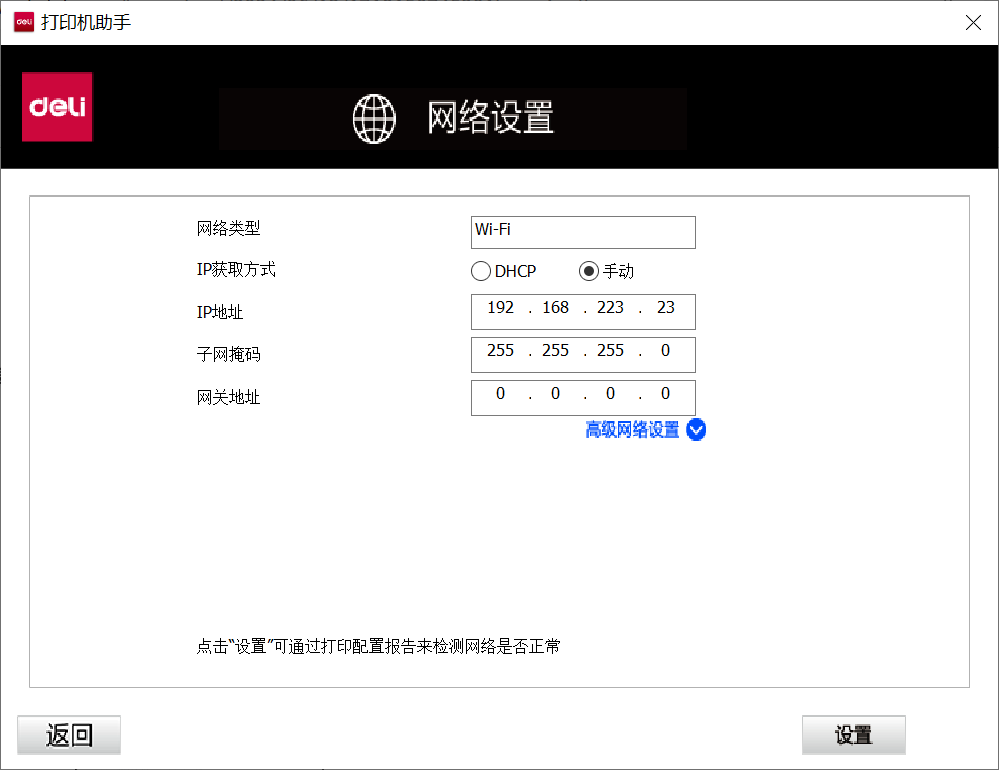 deli 打印机助手
deli
网络设置
网络类型 Wi-Fi
IP获取方式 DHCP 手动
IP地址 192 . 168 . 223 . 23
子网掩码 255 . 255 . 255 . 0
网关地址 0 . 0 . 0 . 0
高级网络设置
点击“设置”可通过打印配置报告来检测网络是否正常
返回 设置